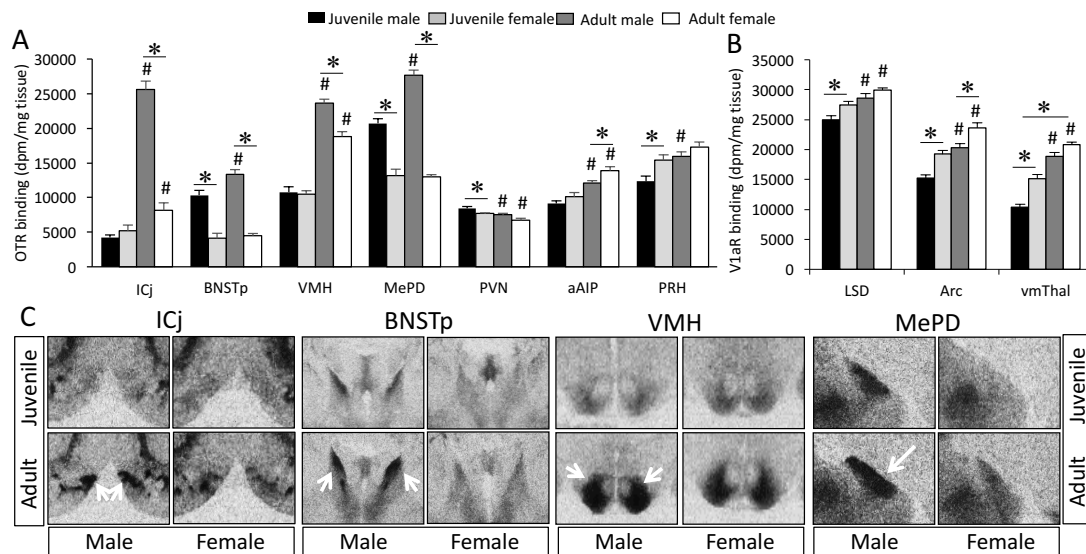 Juvenile male Juvenile female Adult male Adult female
A
OTR binding (dpm/mg tissue)
30000
25000
20000
15000
10000
5000
0
* # * # # * # * * # # * # * * # * # # * # # * #
ICj BNSTp VMH MePD PVN aAIP PRH
B
V1aR binding (dpm/mg tissue)
35000
30000
25000
20000
15000
10000
5000
0
* # # * # * # * # * #
LSD Arc vmThal
C
ICj BNSTp VMH MePD
Juvenile Juvenile
Adult Adult
Male Female Male Female Male Female Male Female